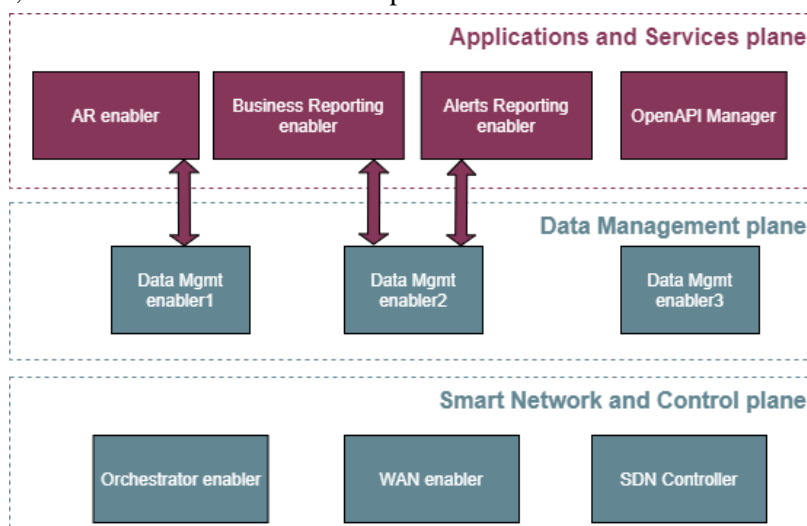 Applications and Services plane
AR enabler
Business Reporting
enabler
Alerts Reporting
enabler
OpenAPI Manager
Data Management plane
Data Mgmt
enabler1
Data Mgmt
enabler2
Data Mgmt
enabler3
Smart Network and Control plane
Orchestrator enabler
WAN enabler
SDN Controller